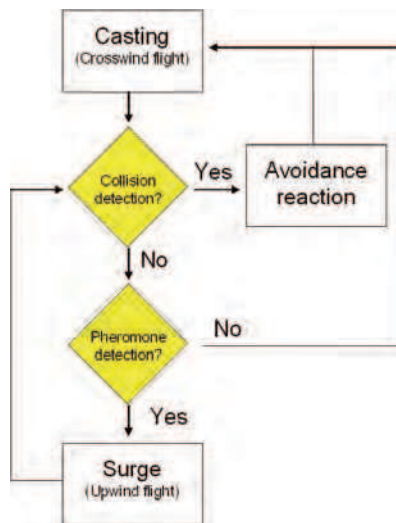 Casting
(Crosswind flight)
Collision
detection?
Yes
Avoidance
reaction
No
Pheromone
detection?
No
Yes
Surge
(Upwind flight)